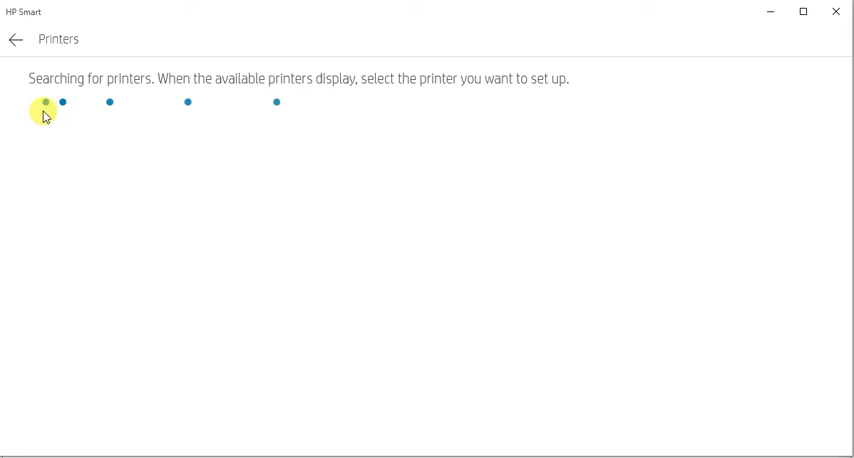 HP Smart
Printers
Searching for printers. When the available printers display, select the printer you want to set up.